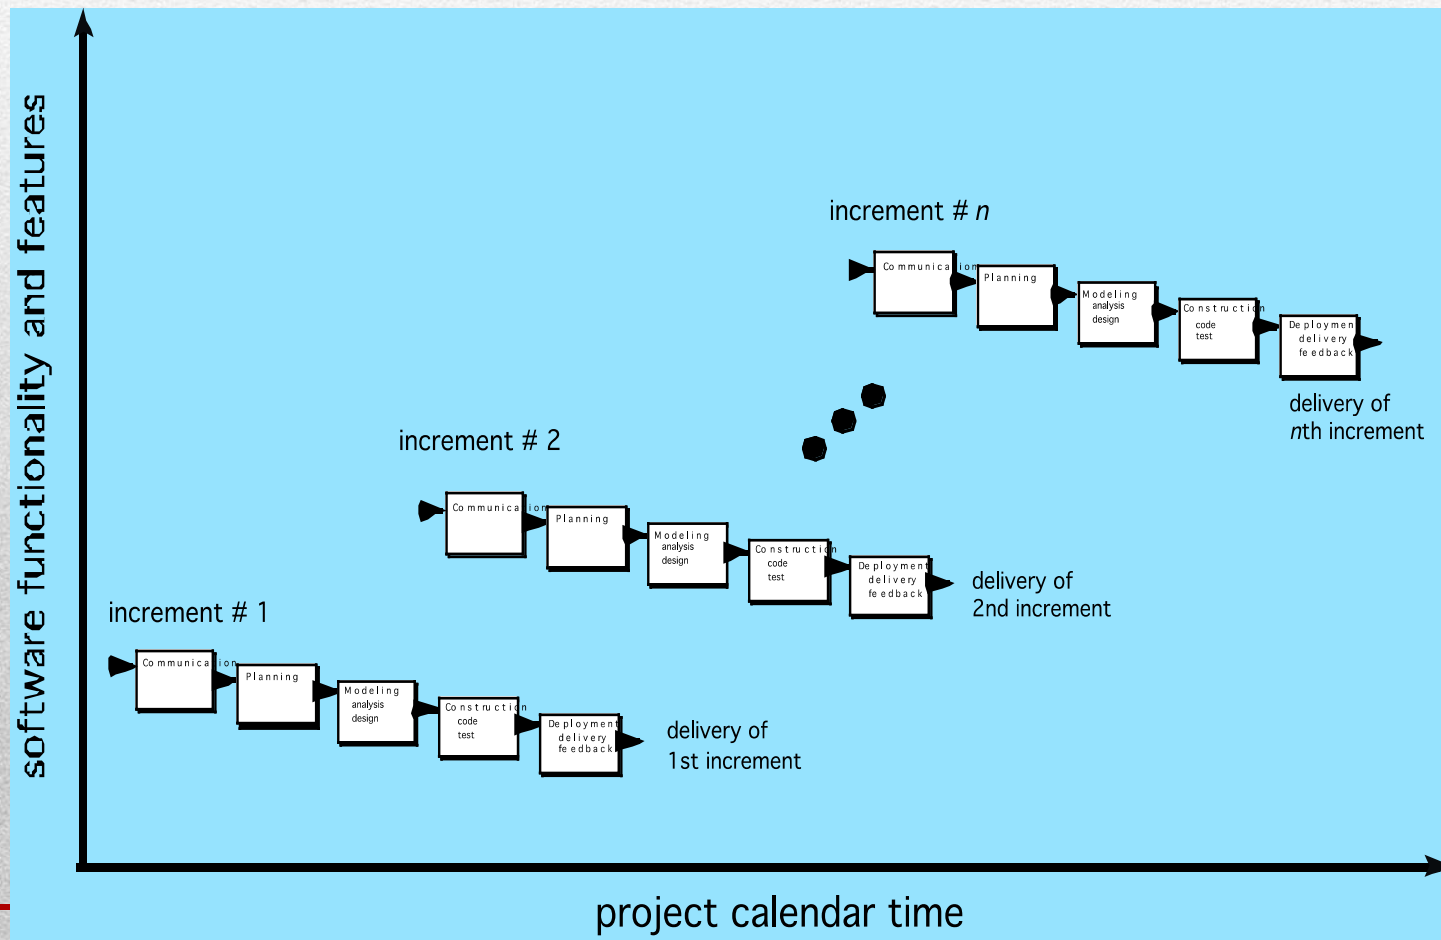 software functionality and features
increment # n
Communication
Planning
Modeling
analysis
design
Construction
code
test
Deploymen
delivery
feedback
delivery of
nth increment
increment # 2
Communication
Planning
Modeling
analysis
design
Construction
code
test
Deployment
delivery
feedback
delivery of
2nd increment
increment # 1
Communication
Planning
Modeling
analysis
design
Construction
code
test
Deployment
delivery
feedback
delivery of
1st increment
project calendar time